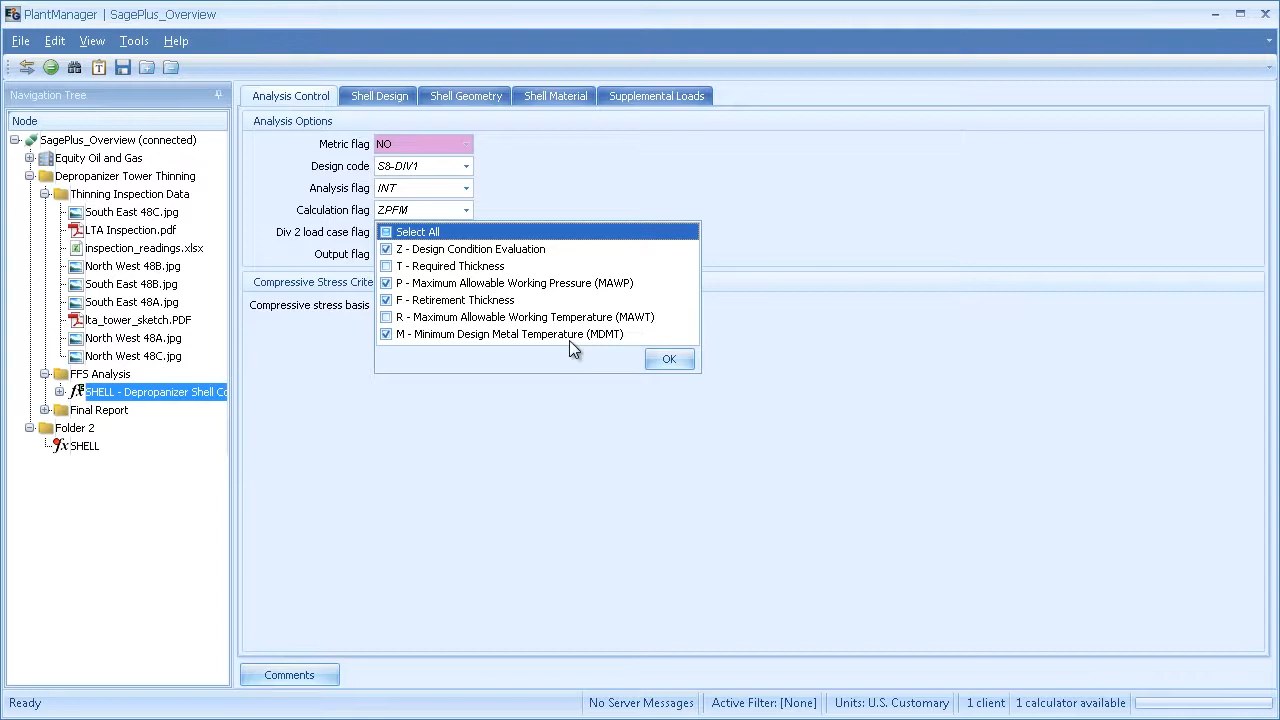 PlantManager | SagePlus_Overview
File Edit View Tools Help
Navigation Tree
Node
SagePlus_Overview (connected)
Equity Oil and Gas
Depropanizer Tower Thinning
Thinning Inspection Data
South East 48C.jpg
LTA Inspection.pdf
inspection_readings.xlsx
North West 48B.jpg
South East 48B.jpg
South East 48A.jpg
lta_tower_sketch.PDF
North West 48A.jpg
North West 48C.jpg
FFS Analysis
SHELL - Depropanizer Shell Co
Final Report
Folder 2
SHELL
Analysis Control Shell Design Shell Geometry Shell Material Supplemental Loads
Analysis Options
Metric flag NO
Design code S8-DIV1
Analysis flag INT
Calculation flag ZPFM
Div 2 load case flag
Output flag
Select All
Z - Design Condition Evaluation
T - Required Thickness
P - Maximum Allowable Working Pressure (MAWP)
F - Retirement Thickness
R - Maximum Allowable Working Temperature (MAWT)
M - Minimum Design Metal Temperature (MDMT)
OK
Compressive Stress Crite
Compressive stress basis
Comments
Ready
No Server Messages Active Filter: [None] Units: U.S. Customary 1 client 1 calculator available